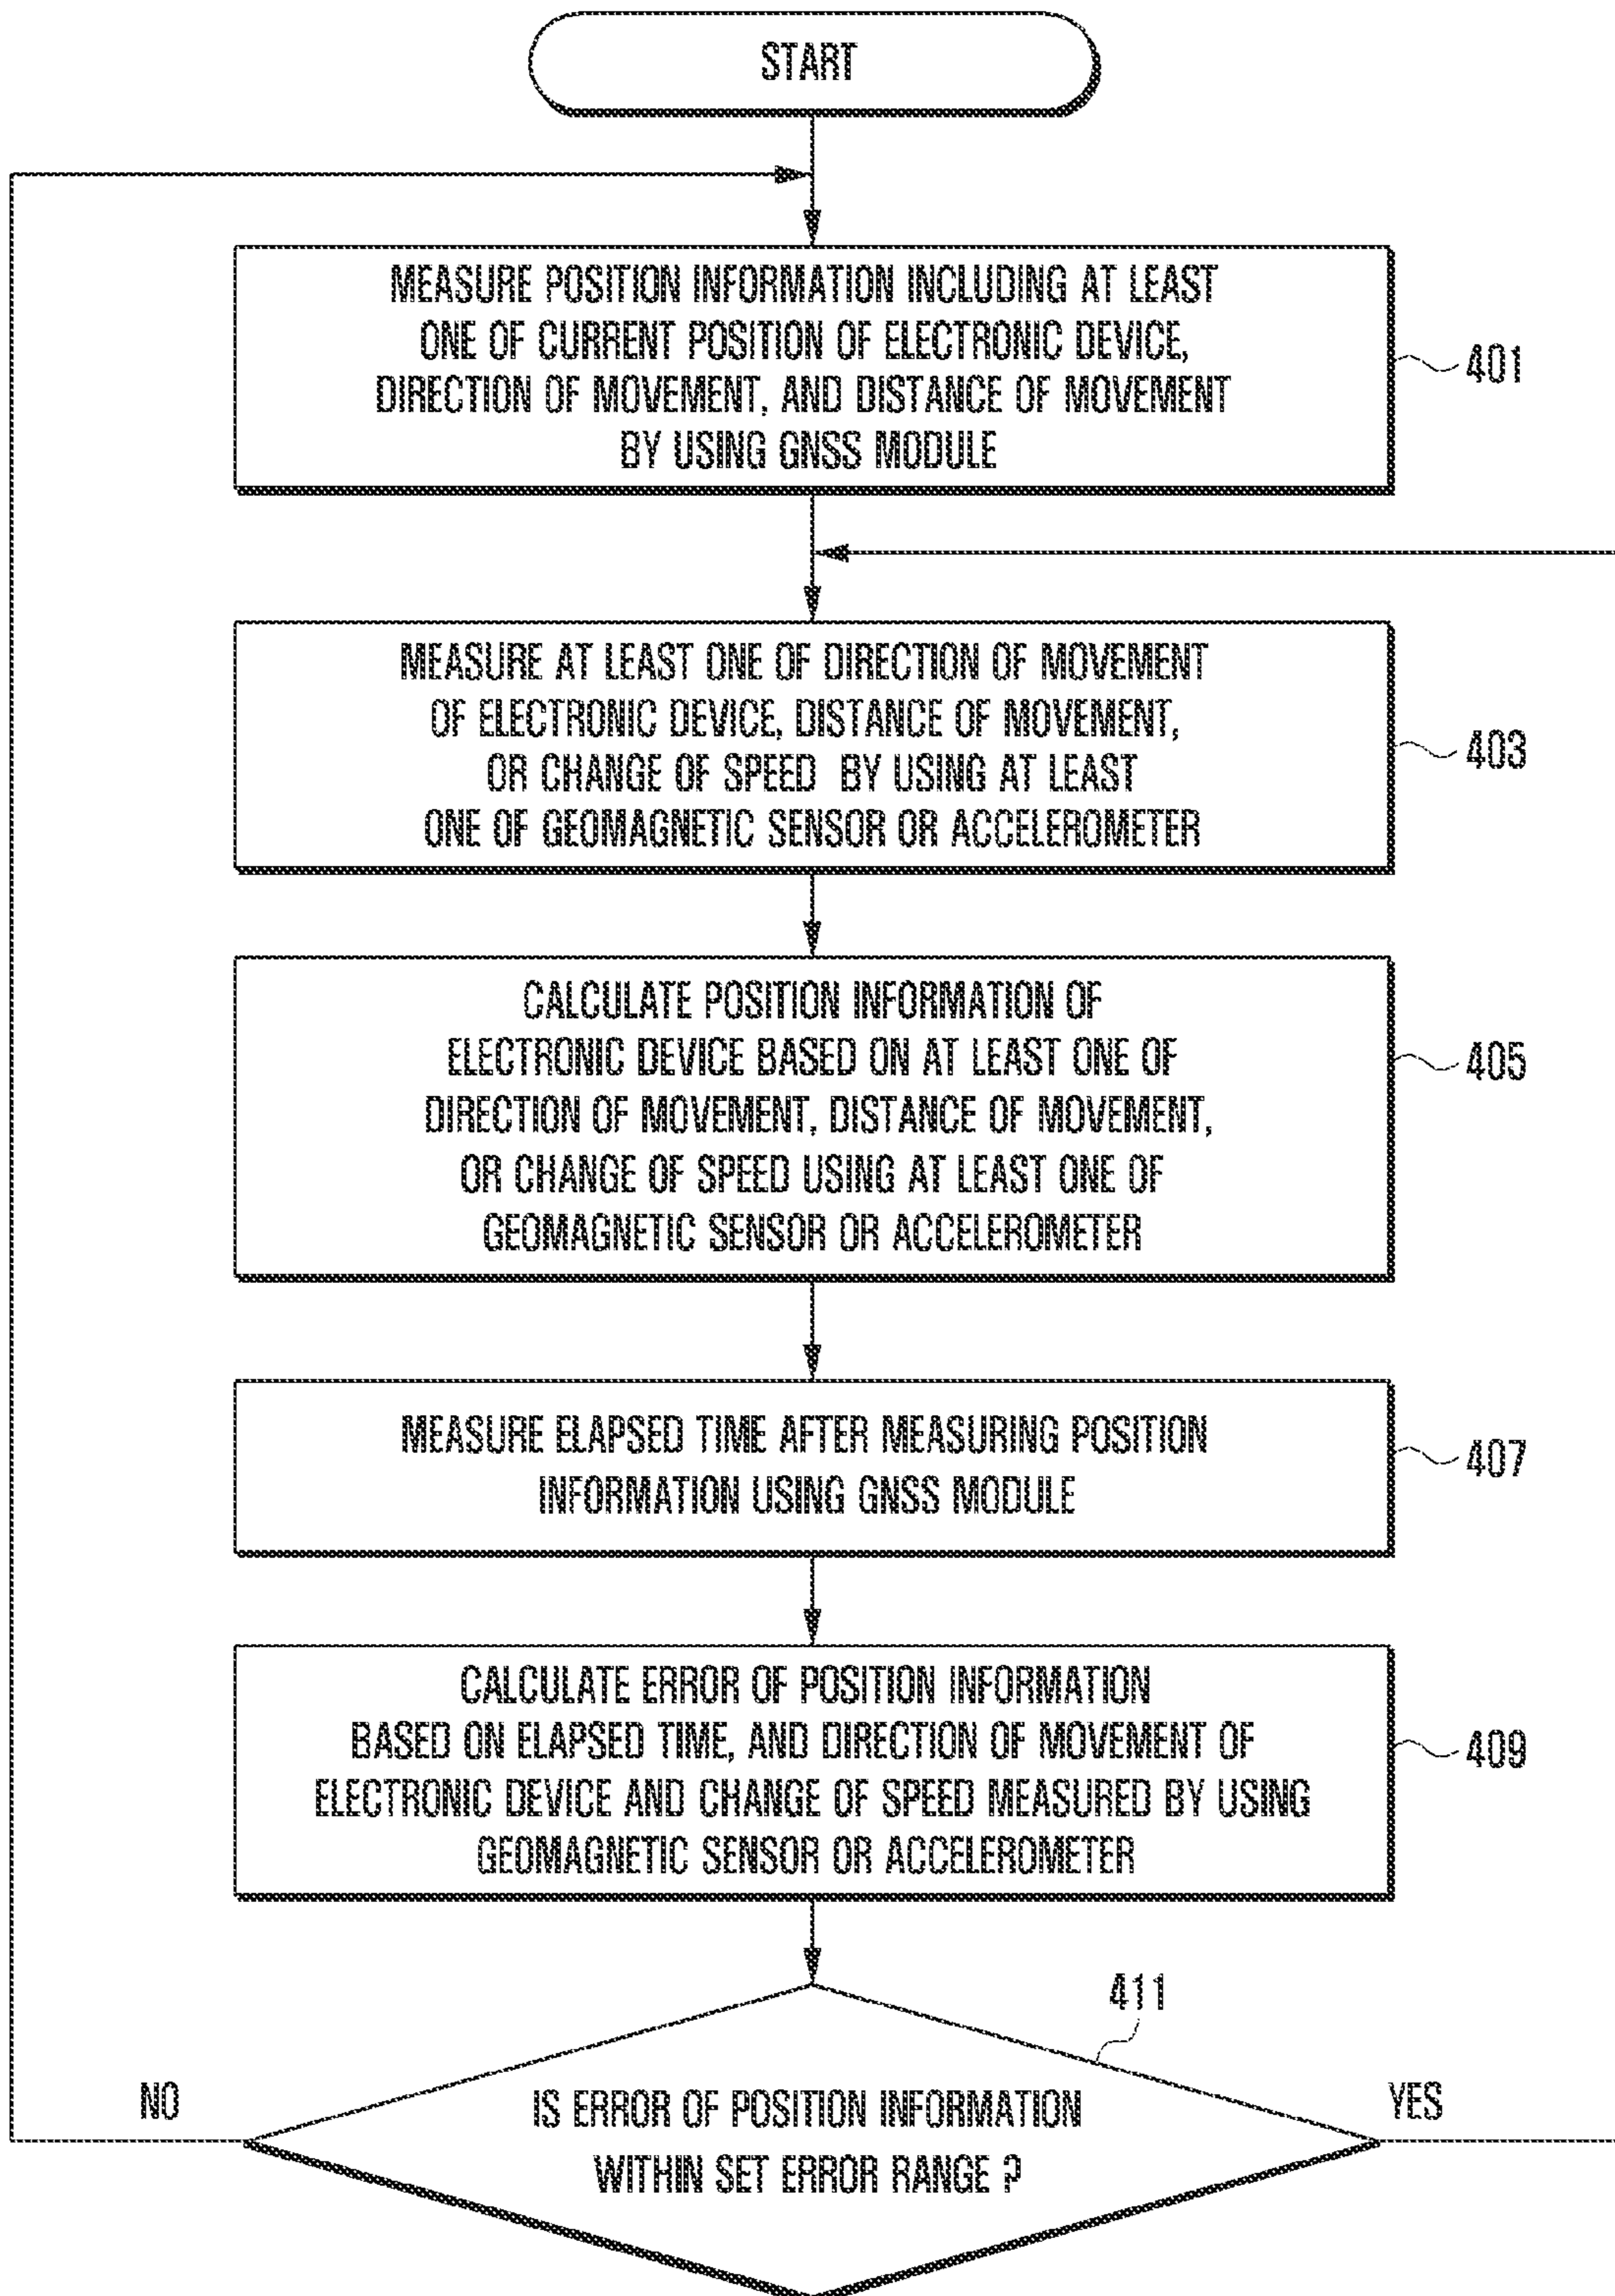 START
MEASURE POSITION INFORMATION INCLUDING AT LEAST
ONE OF CURRENT POSITION OF ELECTRONIC DEVICE,
DIRECTION OF MOVEMENT, AND DISTANCE OF MOVEMENT
BY USING GNSS MODULE
401
MEASURE AT LEAST ONE OF DIRECTION OF MOVEMENT
OF ELECTRONIC DEVICE, DISTANCE OF MOVEMENT,
OR CHANGE OF SPEED BY USING AT LEAST
ONE OF GEOMAGNETIC SENSOR OR ACCELEROMETER
403
CALCULATE POSITION INFORMATION OF
ELECTRONIC DEVICE BASED ON AT LEAST ONE OF
DIRECTION OF MOVEMENT, DISTANCE OF MOVEMENT,
OR CHANGE OF SPEED USING AT LEAST ONE OF
GEOMAGNETIC SENSOR OR ACCELEROMETER
405
MEASURE ELAPSED TIME AFTER MEASURING POSITION
INFORMATION USING GNSS MODULE
407
CALCULATE ERROR OF POSITION INFORMATION
BASED ON ELAPSED TIME, AND DIRECTION OF MOVEMENT OF
ELECTRONIC DEVICE AND CHANGE OF SPEED MEASURED BY USING
GEOMAGNETIC SENSOR OR ACCELEROMETER
409
411
NO
IS ERROR OF POSITION INFORMATION
WITHIN SET ERROR RANGE ?
YES